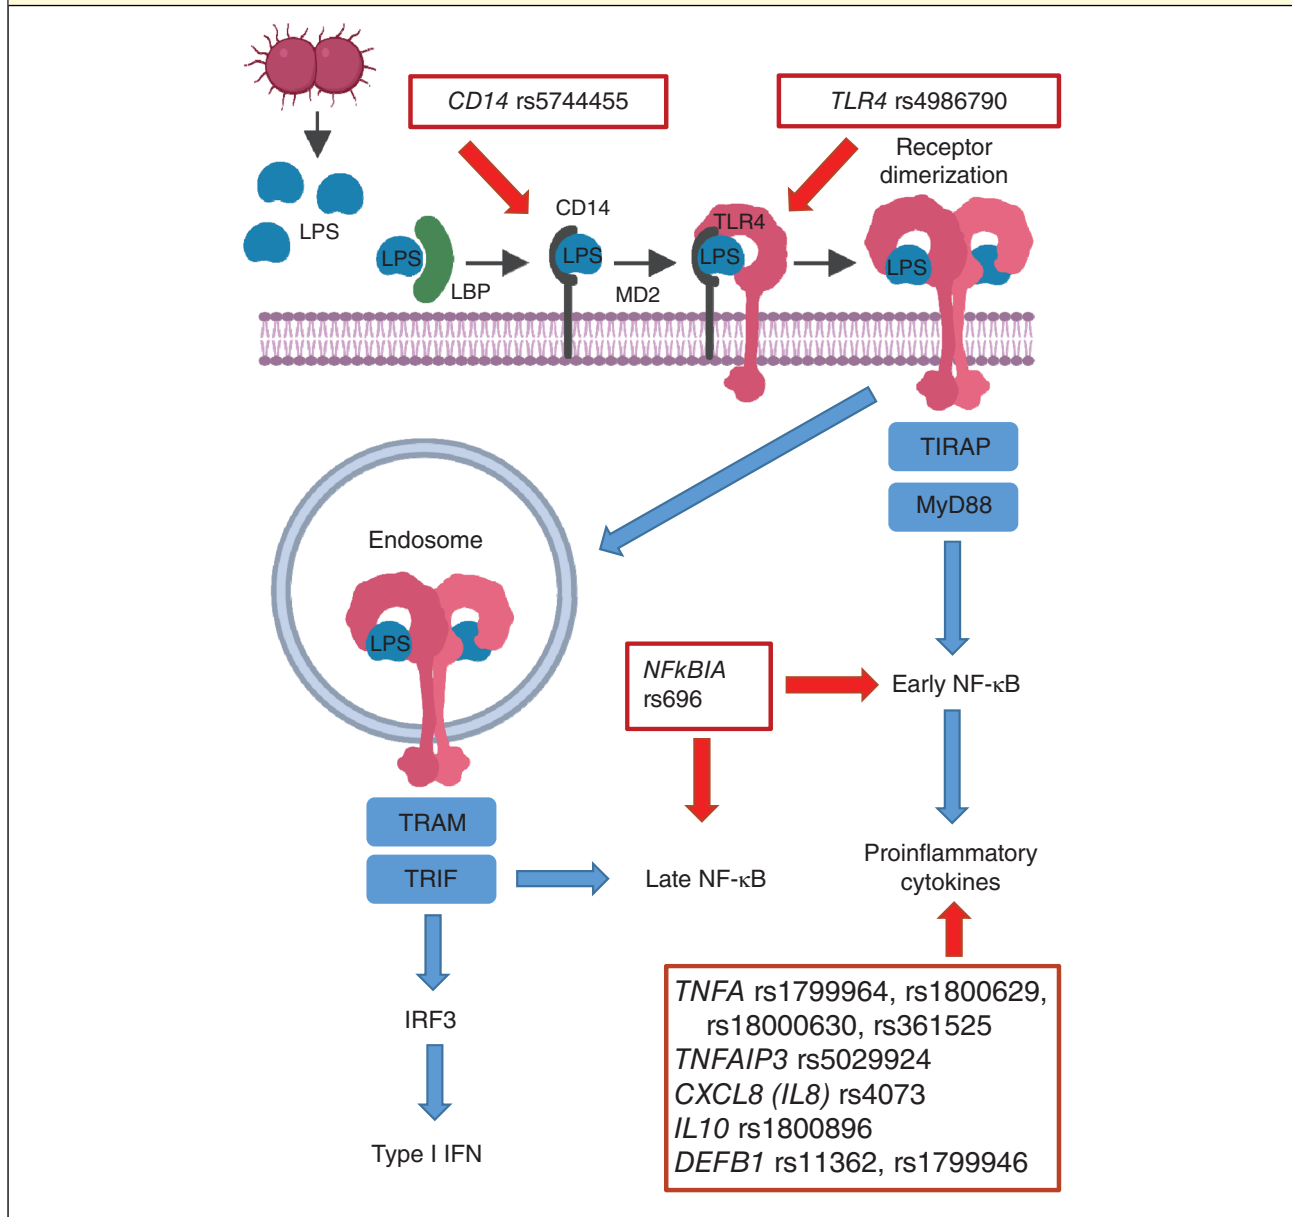 CD14 rs5744455
TLR4 rs4986790
Receptor
dimerization
LPS
LPS
LBP
CD14
LPS
MD2
TLR4
LPS
LPS
TIRAP
MyD88
Endosome
LPS
NFkBIA
rs696
Early NF-κB
TRAM
TRIF
Late NF-κB
Proinflammatory
cytokines
IRF3
Type I IFN
TNFA rs1799964, rs1800629,
rs18000630, rs361525
TNFAIP3 rs5029924
CXCL8 (IL8) rs4073
IL10 rs1800896
DEFB1 rs11362, rs1799946